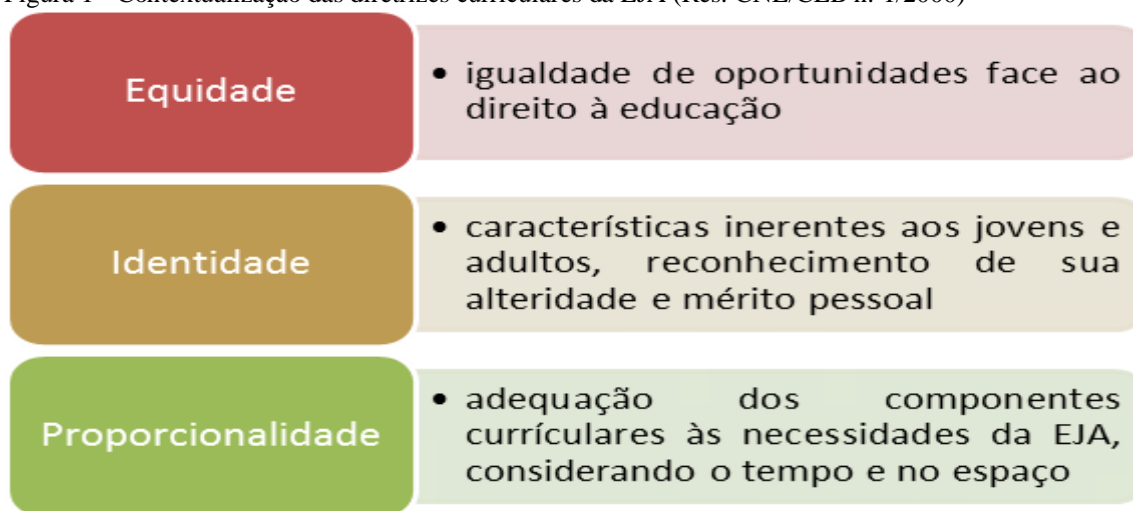 Equidade
• igualdade de oportunidades face ao
direito à educação
Identidade
• características inerentes aos jovens e
adultos, reconhecimento de sua
alteridade e mérito pessoal
Proporcionalidade
• adequação dos componentes
currículares às necessidades da EJA,
considerando o tempo e no espaço